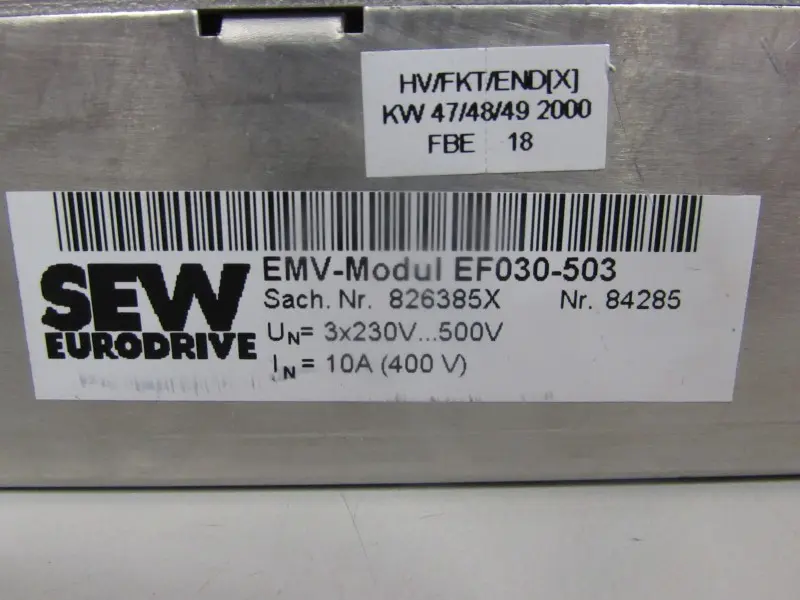 HV/FKT/END[X]
KW 47/48/49 2000
FBE 18
SEW
EURODRIVE
EMV-Modul EF030-503
Sach. Nr. 826385X Nr. 84285
UN= 3x230V...500V
IN= 10A (400 V)